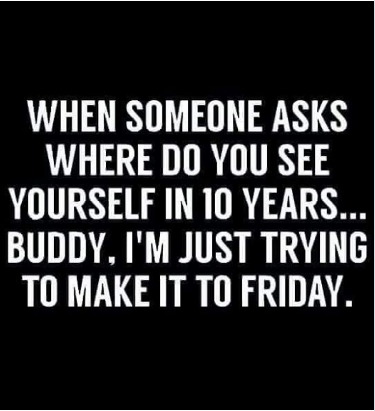 WHEN SOMEONE ASKS
WHERE DO YOU SEE
YOURSELF IN 10 YEARS...
BUDDY, I'M JUST TRYING
TO MAKE IT TO FRIDAY.